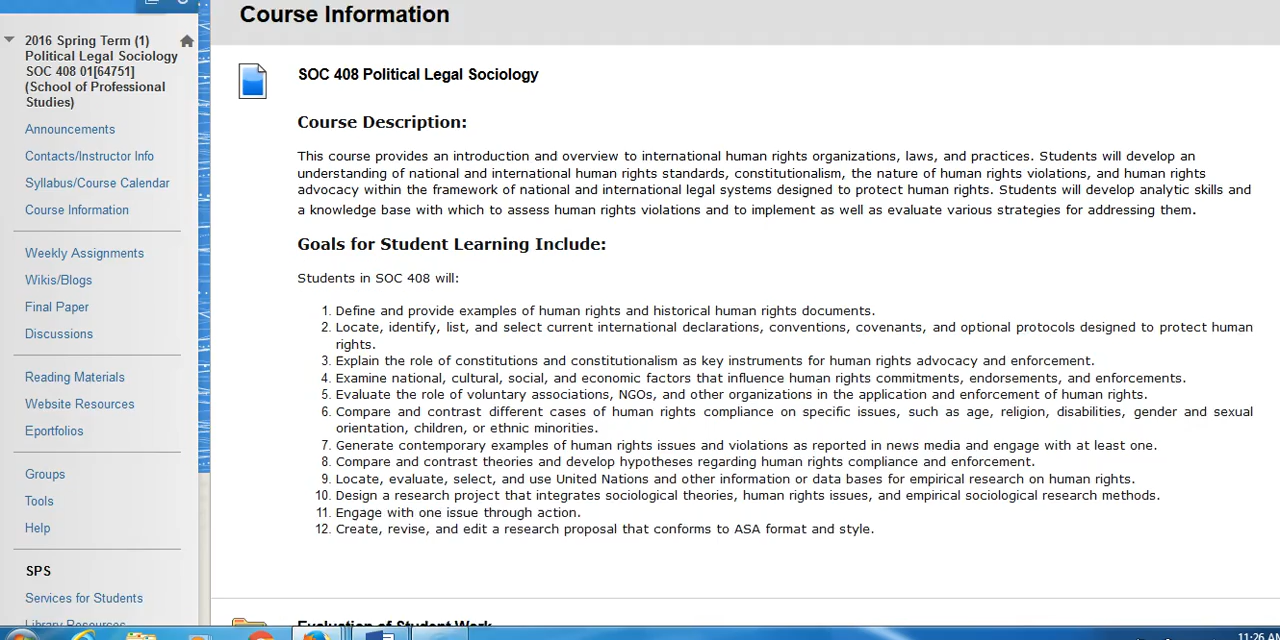 Course Information
2016 Spring Term (1)
Political Legal Sociology
SOC 408 01[64751]
(School of Professional
Studies)
Announcements
Contacts/Instructor Info
Syllabus/Course Calendar
Course Information
Weekly Assignments
Wikis/Blogs
Final Paper
Discussions
Reading Materials
Website Resources
Eportfolios
Groups
Tools
Help
SPS
Services for Students
Library Resources
SOC 408 Political Legal Sociology
Course Description:
This course provides an introduction and overview to international human rights organizations, laws, and practices. Students will develop an
understanding of national and international human rights standards, constitutionalism, the nature of human rights violations, and human rights
advocacy within the framework of national and international legal systems designed to protect human rights. Students will develop analytic skills and
a knowledge base with which to assess human rights violations and to implement as well as evaluate various strategies for addressing them.
Goals for Student Learning Include:
Students in SOC 408 will:
1. Define and provide examples of human rights and historical human rights documents.
2. Locate, identify, list, and select current international declarations, conventions, covenants, and optional protocols designed to protect human
rights.
3. Explain the role of constitutions and constitutionalism as key instruments for human rights advocacy and enforcement.
4. Examine national, cultural, social, and economic factors that influence human rights commitments, endorsements, and enforcements.
5. Evaluate the role of voluntary associations, NGOs, and other organizations in the application and enforcement of human rights.
6. Compare and contrast different cases of human rights compliance on specific issues, such as age, religion, disabilities, gender and sexual
orientation, children, or ethnic minorities.
7. Generate contemporary examples of human rights issues and violations as reported in news media and engage with at least one.
8. Compare and contrast theories and develop hypotheses regarding human rights compliance and enforcement.
9. Locate, evaluate, select, and use United Nations and other information or data bases for empirical research on human rights.
10. Design a research project that integrates sociological theories, human rights issues, and empirical sociological research methods.
11. Engage with one issue through action.
12. Create, revise, and edit a research proposal that conforms to ASA format and style.
Evaluation of Student Work
11:26 AM